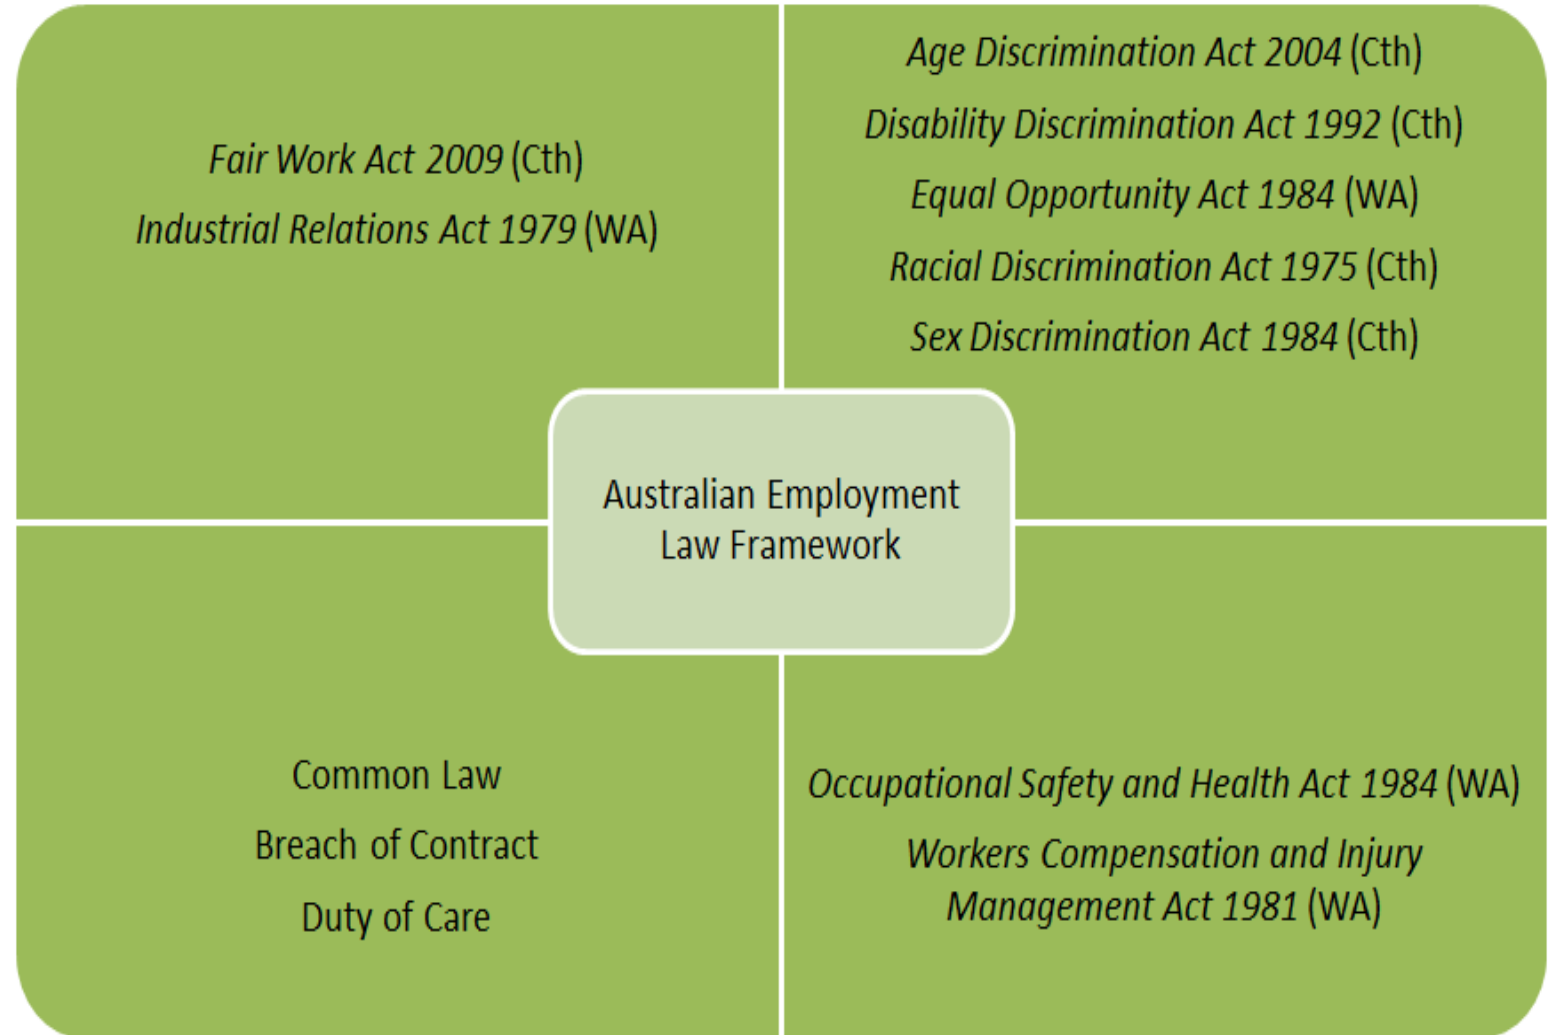 Fair Work Act 2009 (Cth)
Industrial Relations Act 1979 (WA)
Age Discrimination Act 2004 (Cth)
Disability Discrimination Act 1992 (Cth)
Equal Opportunity Act 1984 (WA)
Racial Discrimination Act 1975 (Cth)
Sex Discrimination Act 1984 (Cth)
Australian Employment
Law Framework
Common Law
Breach of Contract
Duty of Care
Occupational Safety and Health Act 1984 (WA)
Workers Compensation and Injury
Management Act 1981 (WA)